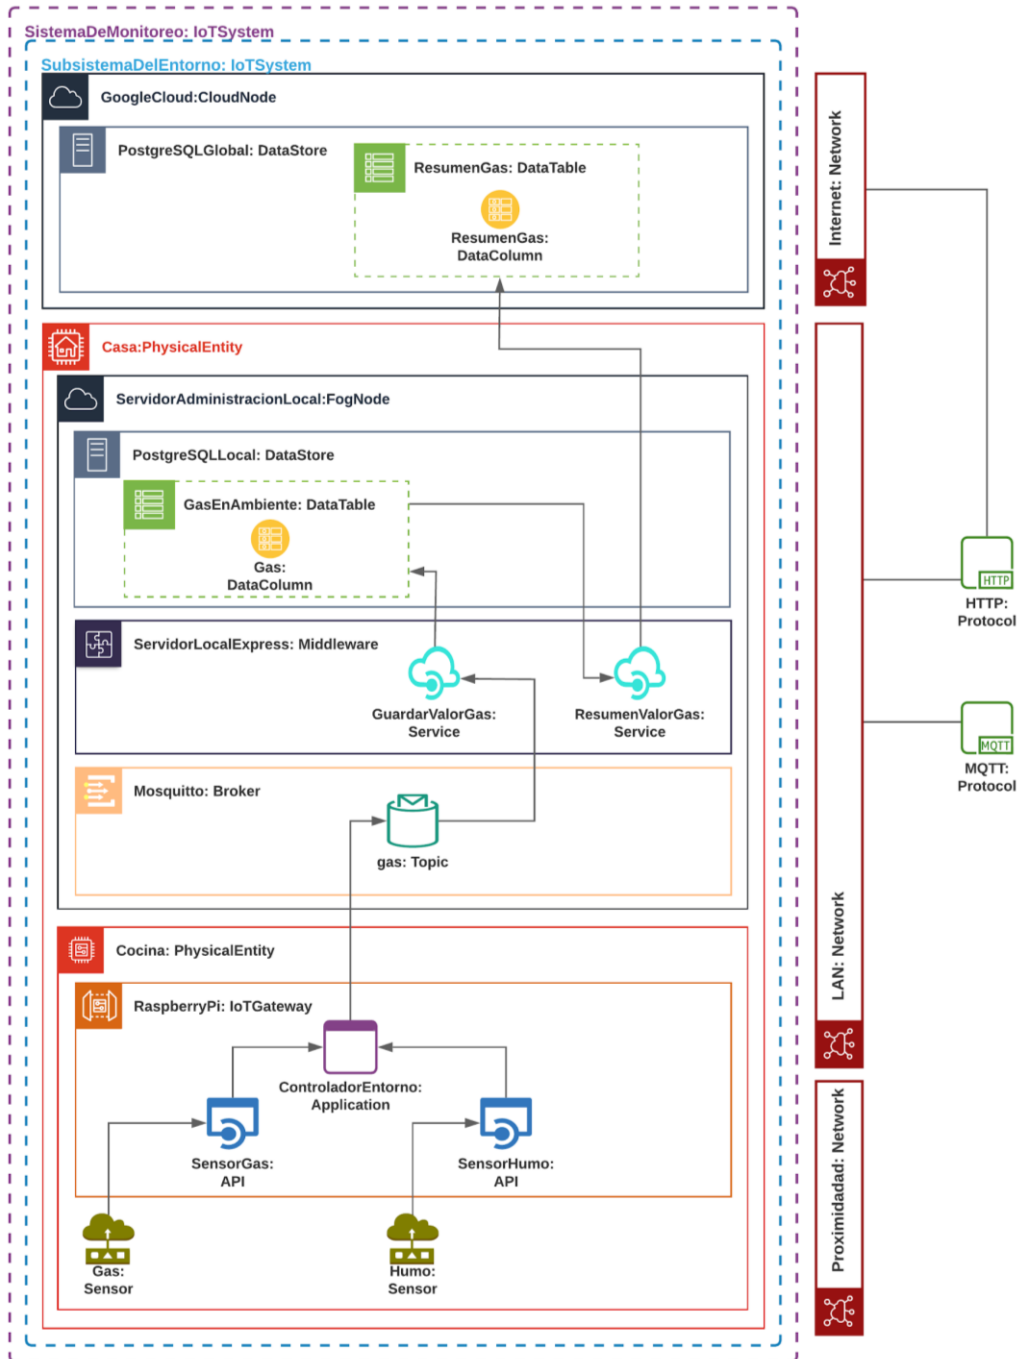 SistemaDeMonitoreo: IoTSystem
SubsistemaDelEntorno: IoTSystem
GoogleCloud:CloudNode
PostgreSQLGlobal: DataStore
ResumenGas: DataTable
ResumenGas:
DataColumn
Internet: Network
Casa:PhysicalEntity
ServidorAdministracionLocal:FogNode
PostgreSQLLocal: DataStore
GasEnAmbiente: DataTable
Gas:
DataColumn
HTTP
HTTP:
Protocol
ServidorLocalExpress: Middleware
GuardarValorGas:
Service
ResumenValorGas:
Service
MQTT
MQTT:
Protocol
Mosquitto: Broker
gas: Topic
LAN: Network
Cocina: PhysicalEntity
RaspberryPi: IoTGateway
ControladorEntorno:
Application
SensorGas:
API
SensorHumo:
API
Proximidadad: Network
Gas:
Sensor
Humo:
Sensor